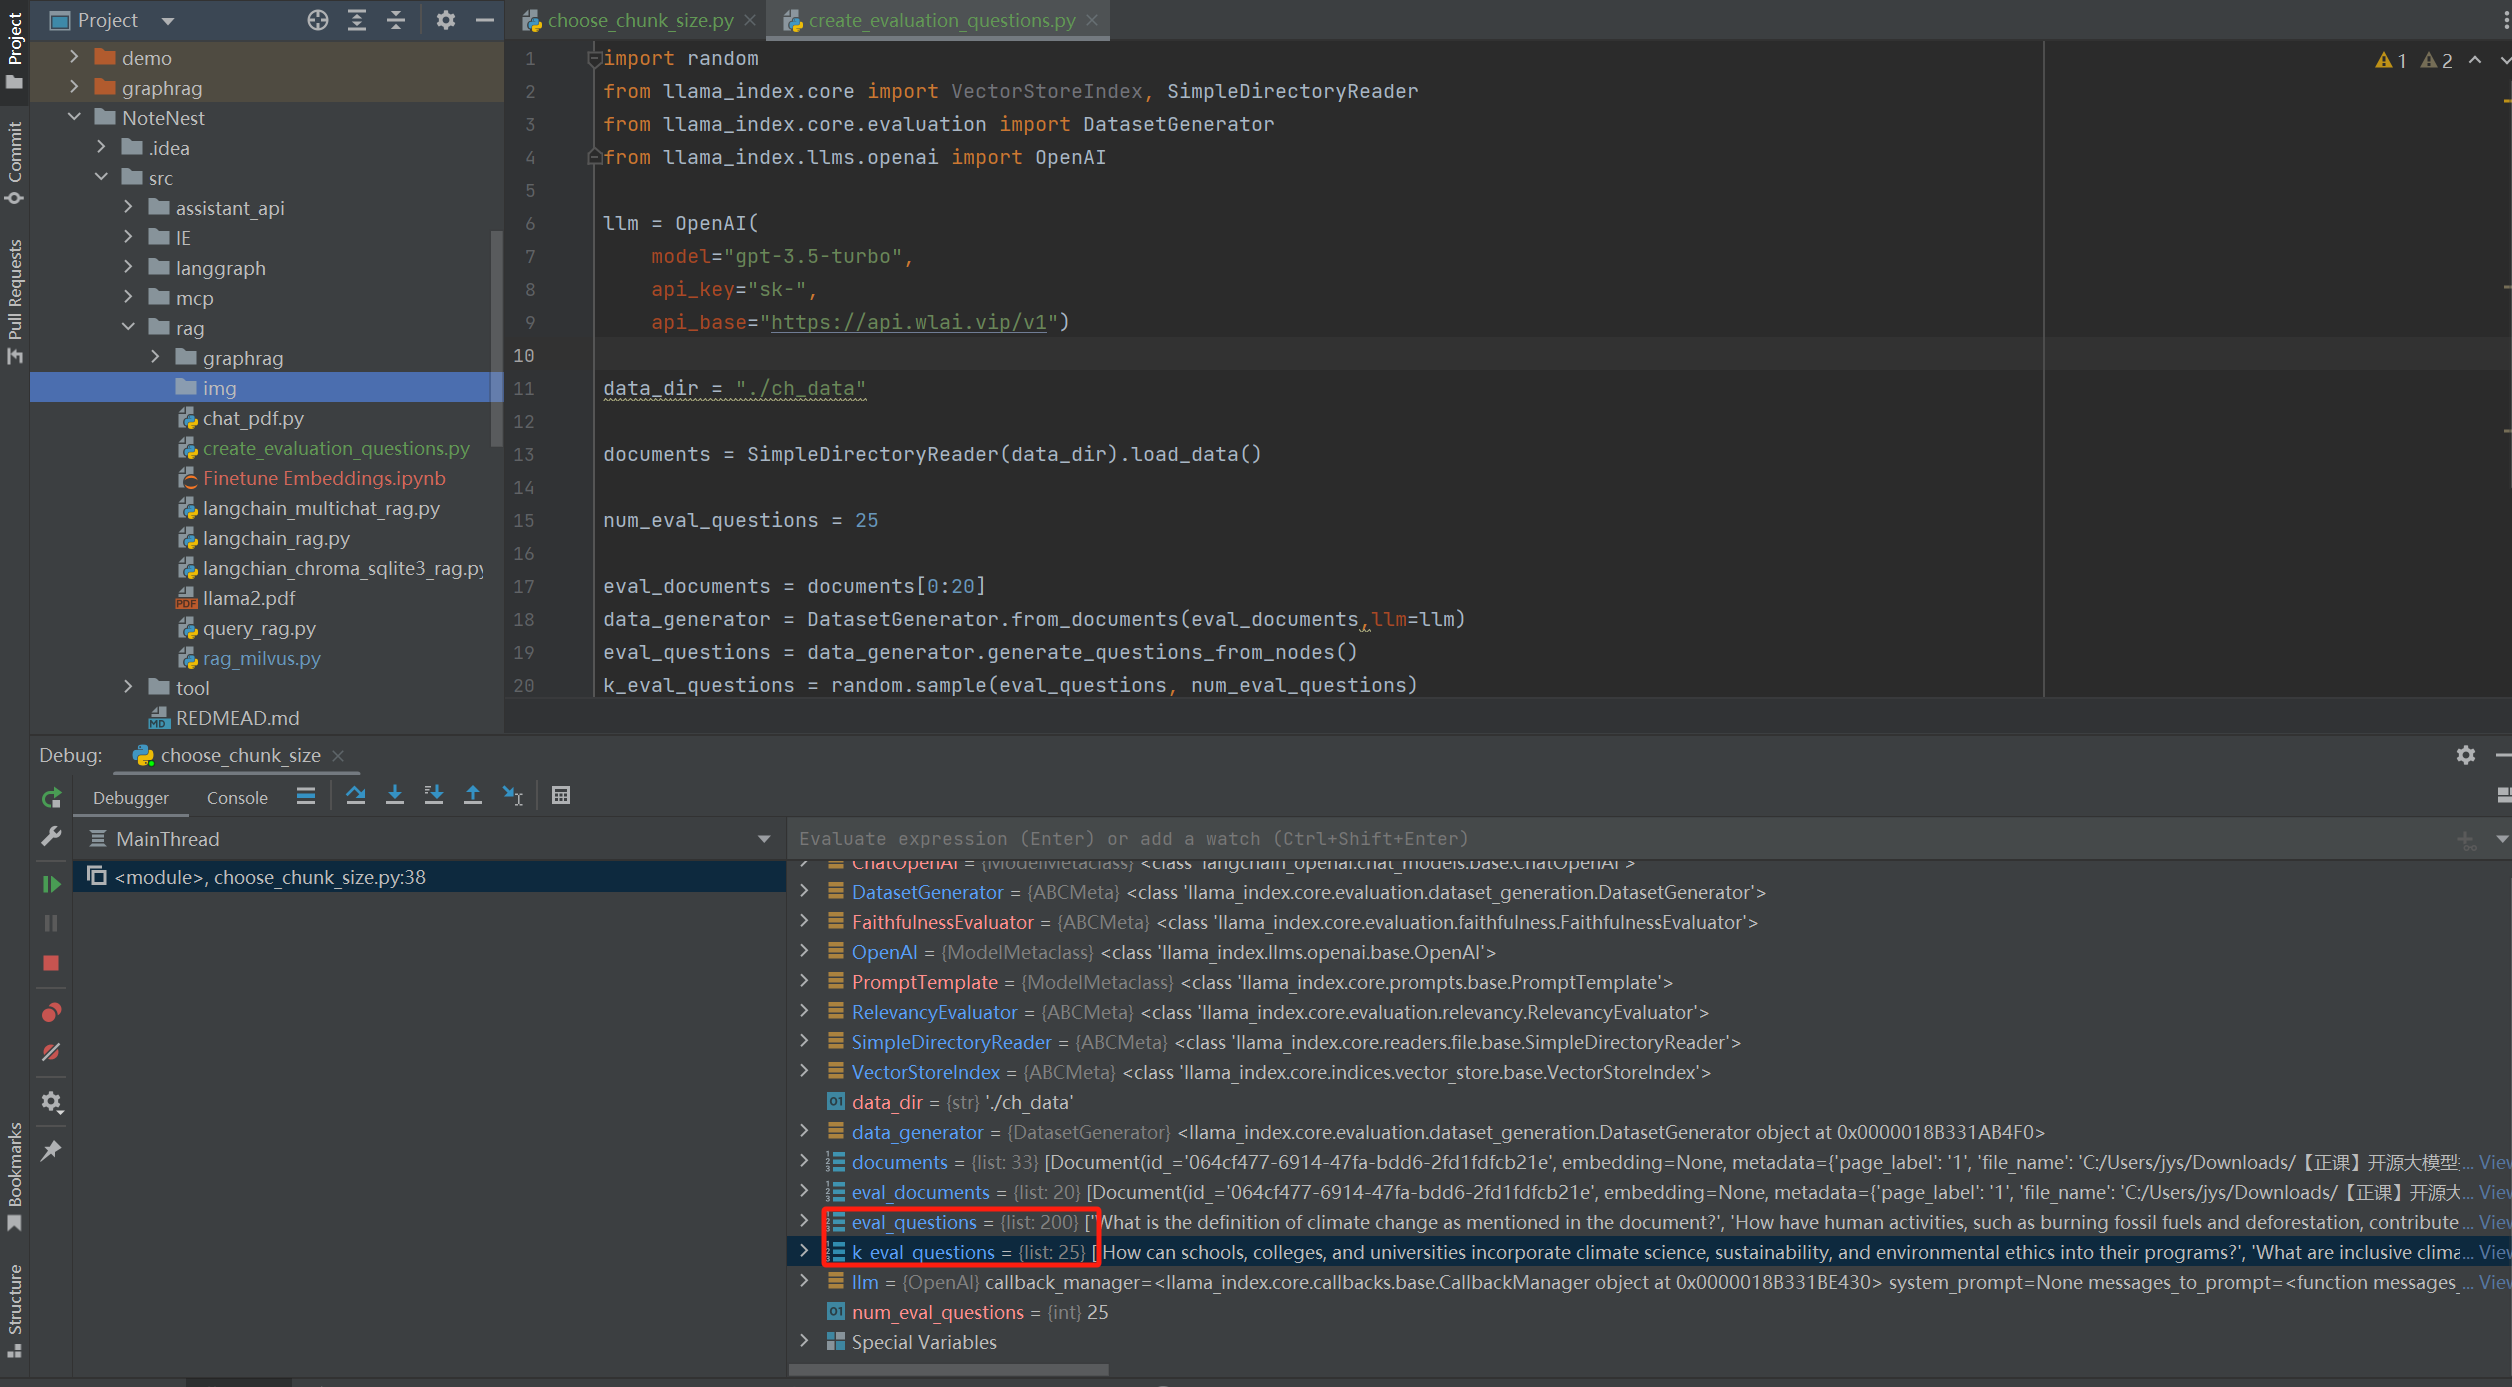 Project
choose_chunk_size.py
create_evaluation_questions.py
Project
Commit
Pull Requests
Bookmarks
Structure
demo
graphrag
NoteNest
.idea
src
assistant_api
IE
langgraph
mcp
rag
graphrag
img
chat_pdf.py
create_evaluation_questions.py
Finetune Embeddings.ipynb
langchain_multichat_rag.py
langchain_rag.py
langchian_chroma_sqlite3_rag.py
llama2.pdf
query_rag.py
rag_milvus.py
tool
REDMEAD.md
1 import random
2 from llama_index.core import VectorStoreIndex, SimpleDirectoryReader
3 from llama_index.core.evaluation import DatasetGenerator
4 from llama_index.llms.openai import OpenAI
5
6 llm = OpenAI(
7 model="gpt-3.5-turbo",
8 api_key="sk-",
9 api_base="https://api.wlai.vip/v1")
10
11 data_dir = "./ch_data"
12
13 documents = SimpleDirectoryReader(data_dir).load_data()
14
15 num_eval_questions = 25
16
17 eval_documents = documents[0:20]
18 data_generator = DatasetGenerator.from_documents(eval_documents,llm=llm)
19 eval_questions = data_generator.generate_questions_from_nodes()
20 k_eval_questions = random.sample(eval_questions, num_eval_questions)
1 2
Debug: choose_chunk_size
Debugger Console
MainThread
<module>, choose_chunk_size.py:38
Evaluate expression (Enter) or add a watch (Ctrl+Shift+Enter)
ChatOpenAI = {ModelMetaclass} <class 'langchain_openai.chat_models.base.ChatOpenAI'>
DatasetGenerator = {ABCMeta} <class 'llama_index.core.evaluation.dataset_generation.DatasetGenerator'>
FaithfulnessEvaluator = {ABCMeta} <class 'llama_index.core.evaluation.faithfulness.FaithfulnessEvaluator'>
OpenAI = {ModelMetaclass} <class 'llama_index.llms.openai.base.OpenAI'>
PromptTemplate = {ModelMetaclass} <class 'llama_index.core.prompts.base.PromptTemplate'>
RelevancyEvaluator = {ABCMeta} <class 'llama_index.core.evaluation.relevancy.RelevancyEvaluator'>
SimpleDirectoryReader = {ABCMeta} <class 'llama_index.core.readers.file.base.SimpleDirectoryReader'>
VectorStoreIndex = {ABCMeta} <class 'llama_index.core.indices.vector_store.base.VectorStoreIndex'>
data_dir = {str} './ch_data'
data_generator = {DatasetGenerator} <llama_index.core.evaluation.dataset_generation.DatasetGenerator object at 0x0000018B331AB4F0>
documents = {list: 33} [Document(id_='064cf477-6914-47fa-bdd6-2fd1fdfcb21e', embedding=None, metadata={'page_label': '1', 'file_name': 'C:/Users/jys/Downloads/【正课】开源大模型... View
eval_documents = {list: 20} [Document(id_='064cf477-6914-47fa-bdd6-2fd1fdfcb21e', embedding=None, metadata={'page_label': '1', 'file_name': 'C:/Users/jys/Downloads/【正课】开源大... View
eval_questions = {list: 200} ['What is the definition of climate change as mentioned in the document?', 'How have human activities, such as burning fossil fuels and deforestation, contribute... View
k_eval_questions = {list: 25} ['How can schools, colleges, and universities incorporate climate science, sustainability, and environmental ethics into their programs?', 'What are inclusive clima... View
llm = {OpenAI} callback_manager=<llama_index.core.callbacks.base.CallbackManager object at 0x0000018B331BE430> system_prompt=None messages_to_prompt=<function messages_... View
num_eval_questions = {int} 25
Special Variables